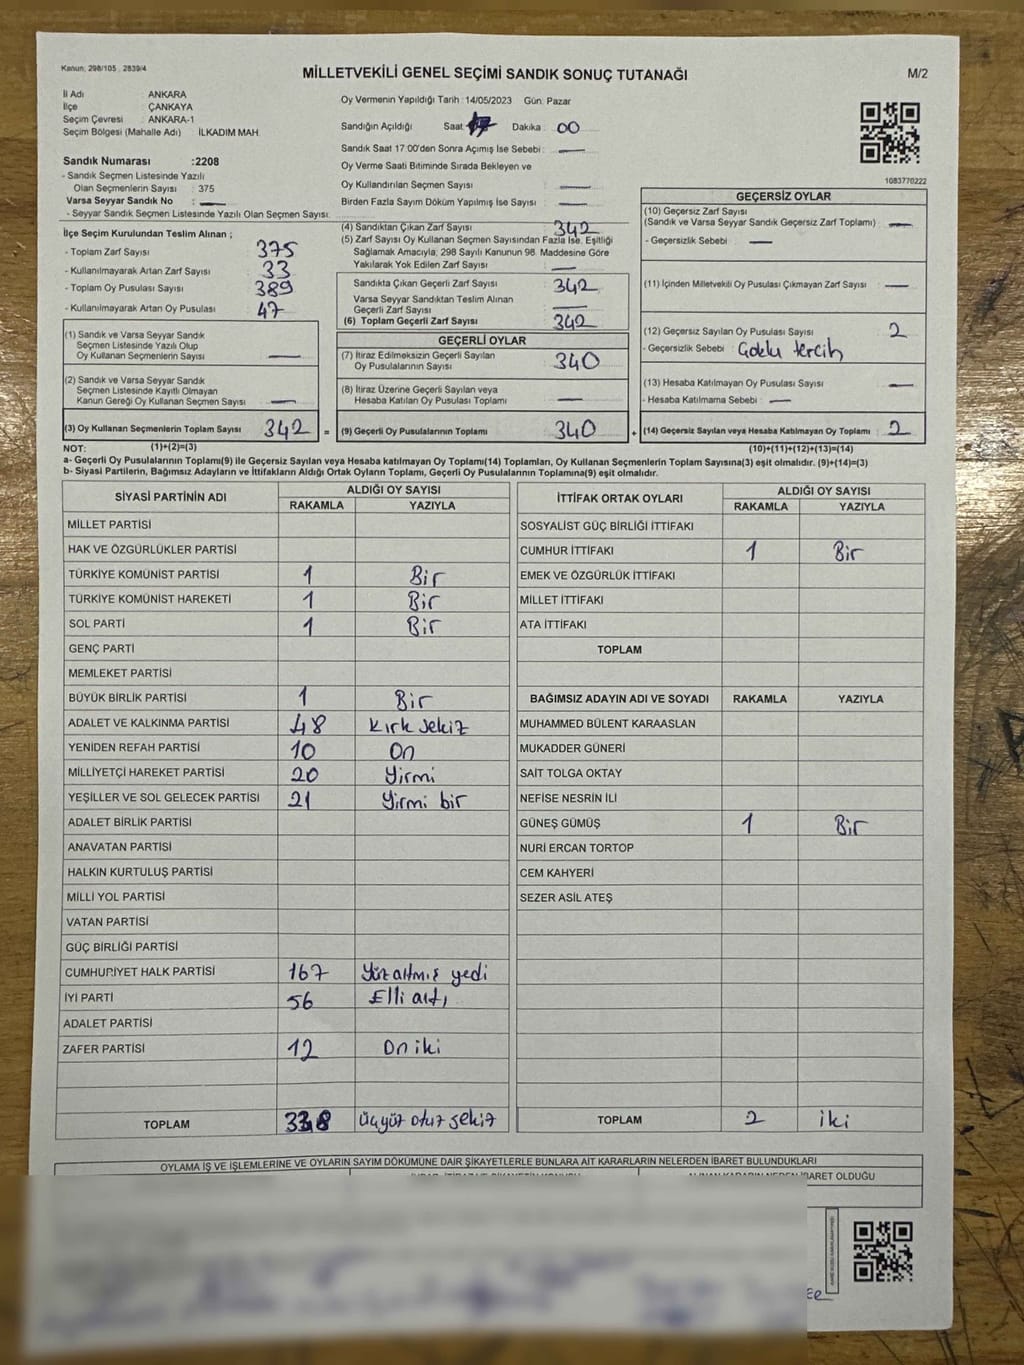 Kanun: 298/105 , 2839/4
MİLLETVEKİLİ GENEL SEÇİMİ SANDIK SONUÇ TUTANAĞI
M/2
İl Adı : ANKARA
İlçe : ÇANKAYA
Seçim Çevresi : ANKARA-1
Seçim Bölgesi (Mahalle Adı) : İLKADIM MAH.
Sandık Numarası :2208
- Sandık Seçmen Listesinde Yazılı
Olan Seçmenlerin Sayısı : 375
Varsa Seyyar Sandık No : —
- Seyyar Sandık Seçmen Listesinde Yazılı Olan Seçmen Sayısı:
Oy Vermenin Yapıldığı Tarih :14/05/2023 Gün: Pazar
Sandığın Açıldığı Saat: Dakika : 00
Sandık Saat 17:00'den Sonra Açımış İse Sebebi : —
Oy Verme Saati Bitiminde Sırada Bekleyen ve
Oy Kullandırılan Seçmen Sayısı : —
Birden Fazla Sayım Döküm Yapılmış İse Sayısı : —
1083770222
İlçe Seçim Kurulundan Teslim Alınan ;
- Toplam Zarf Sayısı : 375
- Kullanılmayarak Artan Zarf Sayısı : 33
- Toplam Oy Pusulası Sayısı : 389
- Kullanılmayarak Artan Oy Pusulası : 47
(1) Sandık ve Varsa Seyyar Sandık
Seçmen Listesinde Yazılı Olup
Oy Kullanan Seçmenlerin Sayısı : —
(2) Sandık ve Varsa Seyyar Sandık
Seçmen Listesinde Kayıtlı Olmayan
Kanun Gereği Oy Kullanan Seçmen Sayısı : —
(3) Oy Kullanan Seçmenlerin Toplam Sayısı : 342 =
(4) Sandıktan Çıkan Zarf Sayısı : 342
(5) Zarf Sayısı Oy Kullanan Seçmen Sayısından Fazla İse, Eşitliği
Sağlamak Amacıyla, 298 Sayılı Kanunun 98. Maddesine Göre
Yakılarak Yok Edilen Zarf Sayısı : —
Sandıkta Çıkan Geçerli Zarf Sayısı : 342
Varsa Seyyar Sandıktan Teslim Alınan
Geçerli Zarf Sayısı : —
(6) Toplam Geçerli Zarf Sayısı : 342
GEÇERLİ OYLAR
(7) İtiraz Edilmeksizin Geçerli Sayılan
Oy Pusulalarının Sayısı : 340
(8) İtiraz Üzerine Geçerli Sayılan veya
Hesaba Katılan Oy Pusulası Toplamı : —
(9) Geçerli Oy Pusulalarının Toplamı : 340 +
GEÇERSİZ OYLAR
(10) Geçersiz Zarf Sayısı
(Sandık ve Varsa Seyyar Sandık Geçersiz Zarf Toplamı) : —
- Geçersizlik Sebebi : —
(11) İçinden Milletvekili Oy Pusulası Çıkmayan Zarf Sayısı : —
(12) Geçersiz Sayılan Oy Pusulası Sayısı : 2
- Geçersizlik Sebebi : Çoklu tercih
(13) Hesaba Katılmayan Oy Pusulası Sayısı : —
- Hesaba Katılmama Sebebi : —
(14) Geçersiz Sayılan veya Hesaba Katılmayan Oy Toplamı : 2
NOT: (1)+(2)=(3) (10)+(11)+(12)+(13)=(14)
a- Geçerli Oy Pusulalarının Toplamı(9) ile Geçersiz Sayılan veya Hesaba katılmayan Oy Toplamı(14) Toplamları, Oy Kullanan Seçmenlerin Toplam Sayısına(3) eşit olmalıdır. (9)+(14)=(3)
b- Siyasi Partilerin, Bağımsız Adayların ve İttifakların Aldığı Ortak Oyların Toplamı, Geçerli Oy Pusulalarının Toplamına(9) eşit olmalıdır.
SİYASİ PARTİNİN ADI ALDIĞI OY SAYISI
RAKAMLA YAZIYLA
MİLLET PARTİSİ
HAK VE ÖZGÜRLÜKLER PARTİSİ
TÜRKİYE KOMÜNİST PARTİSİ 1 Bir
TÜRKİYE KOMÜNİST HAREKETİ 1 Bir
SOL PARTİ 1 Bir
GENÇ PARTİ
MEMLEKET PARTİSİ
BÜYÜK BİRLİK PARTİSİ 1 Bir
ADALET VE KALKINMA PARTİSİ 48 Kırk sekiz
YENİDEN REFAH PARTİSİ 10 On
MİLLİYETÇİ HAREKET PARTİSİ 20 Yirmi
YEŞİLLER VE SOL GELECEK PARTİSİ 21 Yirmi bir
ADALET BİRLİK PARTİSİ
ANAVATAN PARTİSİ
HALKIN KURTULUŞ PARTİSİ
MİLLİ YOL PARTİSİ
VATAN PARTİSİ
GÜÇ BİRLİĞİ PARTİSİ
CUMHURİYET HALK PARTİSİ 167 Yüz altmış yedi
İYİ PARTİ 56 Elli altı
ADALET PARTİSİ
ZAFER PARTİSİ 12 On iki
TOPLAM 338 Üçyüz otuz sekiz
İTTİFAK ORTAK OYLARI ALDIĞI OY SAYISI
RAKAMLA YAZIYLA
SOSYALİST GÜÇ BİRLİĞİ İTTİFAKI
CUMHUR İTTİFAKI 1 Bir
EMEK VE ÖZGÜRLÜK İTTİFAKI
MİLLET İTTİFAKI
ATA İTTİFAKI
TOPLAM
BAĞIMSIZ ADAYIN ADI VE SOYADI RAKAMLA YAZIYLA
MUHAMMED BÜLENT KARAASLAN
MUKADDER GÜNERİ
SAİT TOLGA OKTAY
NEFİSE NESRİN İLİ
GÜNEŞ GÜMÜŞ 1 Bir
NURİ ERCAN TORTOP
CEM KAHYERİ
SEZER ASİL ATEŞ
TOPLAM 2 iki
OYLAMA İŞ VE İŞLEMLERİNE VE OYLARIN SAYIM DÖKÜMÜNE DAİR ŞİKAYETLERLE BUNLARA AİT KARARLARIN NELERDEN İBARET BULUNDUKLARI
ALINAN KARARIN NEDEN İBARET OLDUĞU